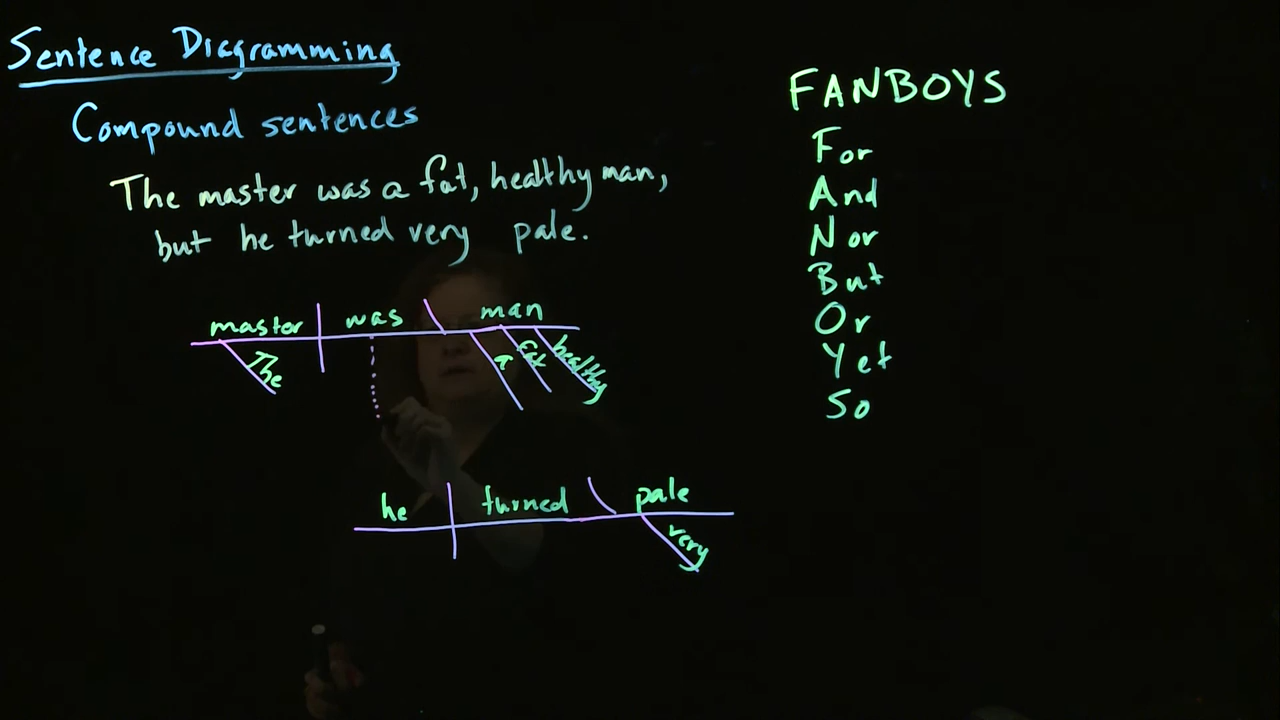 Sentence Diagramming
Compound sentences
The master was a fat, healthy man,
but he turned very pale.
master was man
The a fat healthy
he turned pale
very
FANBOYS
For
And
Nor
But
Or
Yet
So